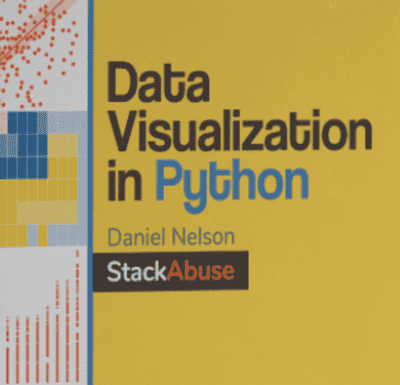 Data
Visualization
in Python
Daniel Nelson
StackAbuse